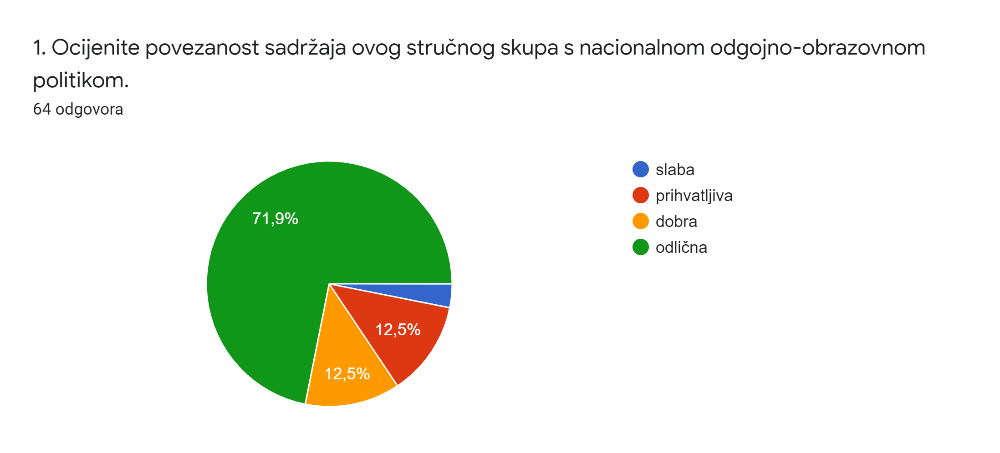 1. Ocijenite povezanost sadržaja ovog stručnog skupa s nacionalnom odgojno-obrazovnom
politikom.
64 odgovora
slaba
prihvatljiva
dobra
odlična
71,9%
12,5%
12,5%